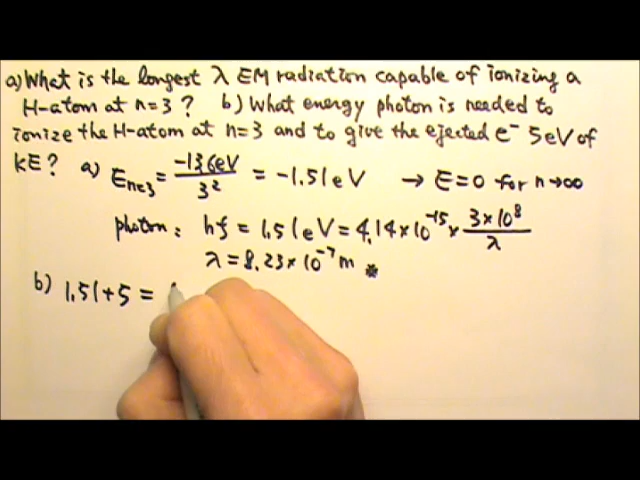 a) What is the longest λ EM radiation capable of ionizing a
H-atom at n=3? b) What energy photon is needed to
ionize the H-atom at n=3 and to give the ejected e⁻ 5eV of
KE? a) Eₙ₌₃ = -13.6eV/3² = -1.51eV → E=0 for n→∞
photon: hf = 1.51eV = 4.14×10⁻¹⁵ × 3×10⁸/λ
λ = 8.23×10⁻⁷ m *
b) 1.51+5 =